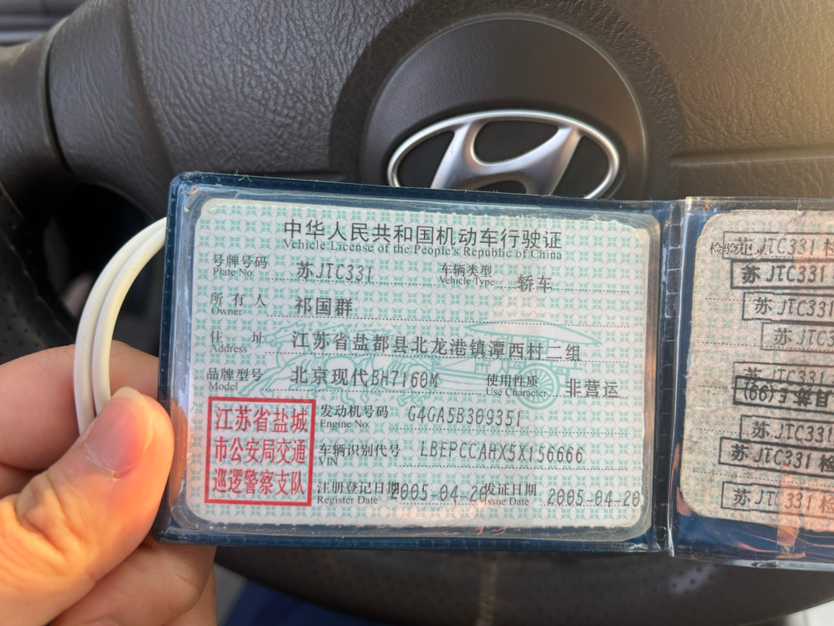 中华人民共和国机动车行驶证
Vehicle License of the People's Republic of China
号牌号码 苏JTC331 车辆类型 轿车
Plate No. Vehicle Type
所有人 祁国群
Owner
住址 江苏省盐都县北龙港镇潭西村二组
Address
品牌型号 北京现代BH7160M 使用性质 非营运
Model Use Character
发动机号码 G4GA5B309351
Engine No.
车辆识别代号 LBEPCCAHX5X156666
VIN
注册登记日期 2005-04-20 发证日期 2005-04-20
Register Date Issue Date
江苏省盐城
市公安局交通
巡逻警察支队
苏JTC331
苏JTC331
苏JTC331
苏JTC33
苏JTC331
苏JTC33
苏JTC331 检